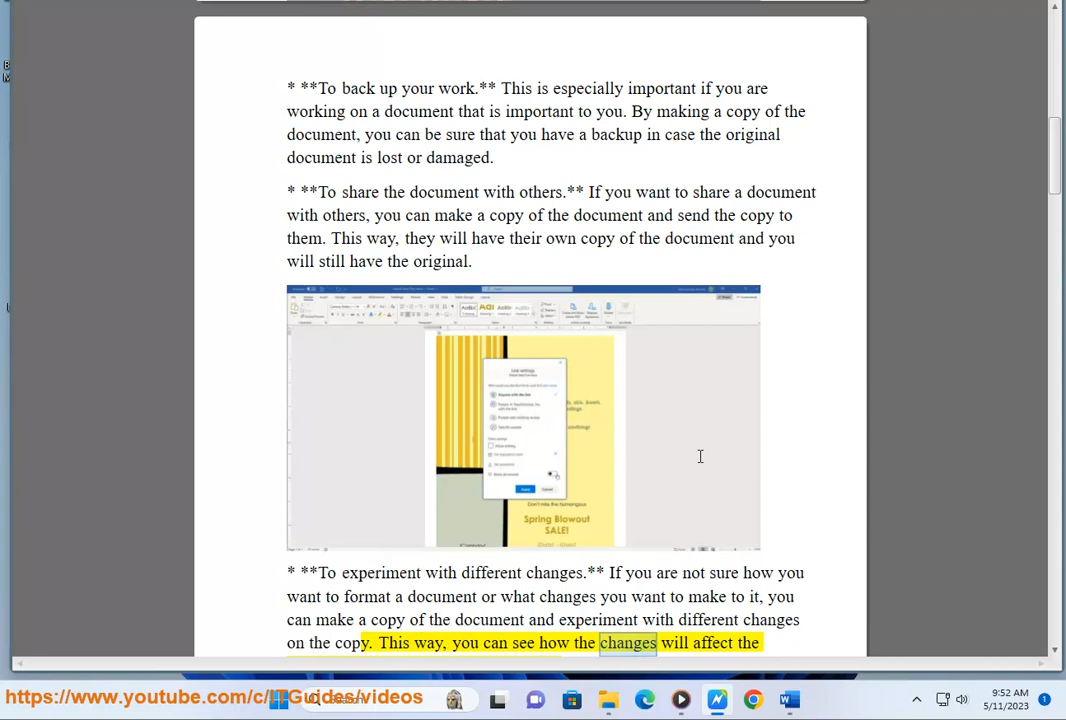 * **To back up your work.** This is especially important if you are
working on a document that is important to you. By making a copy of the
document, you can be sure that you have a backup in case the original
document is lost or damaged.
* **To share the document with others.** If you want to share a document
with others, you can make a copy of the document and send the copy to
them. This way, they will have their own copy of the document and you
will still have the original.
Don't miss the humongous
Spring Blowout
SALE!
* **To experiment with different changes.** If you are not sure how you
want to format a document or what changes you want to make to it, you
can make a copy of the document and experiment with different changes
on the copy. This way, you can see how the changes will affect the
https://www.youtube.com/c/ITGuides/videos
Search
9:52 AM
5/11/2023